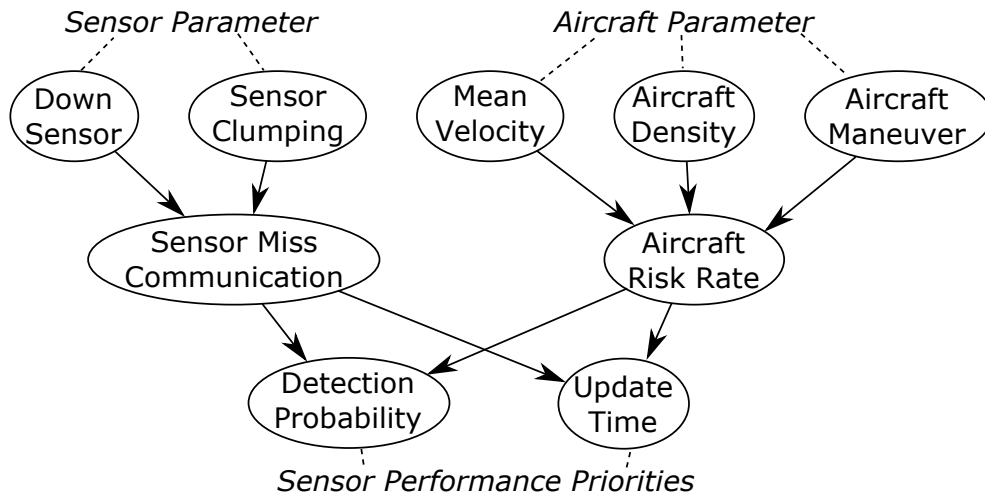 Sensor Parameter
Aircraft Parameter
Down
Sensor
Sensor
Clumping
Mean
Velocity
Aircraft
Density
Aircraft
Maneuver
Sensor Miss
Communication
Aircraft
Risk Rate
Detection
Probability
Update
Time
Sensor Performance Priorities